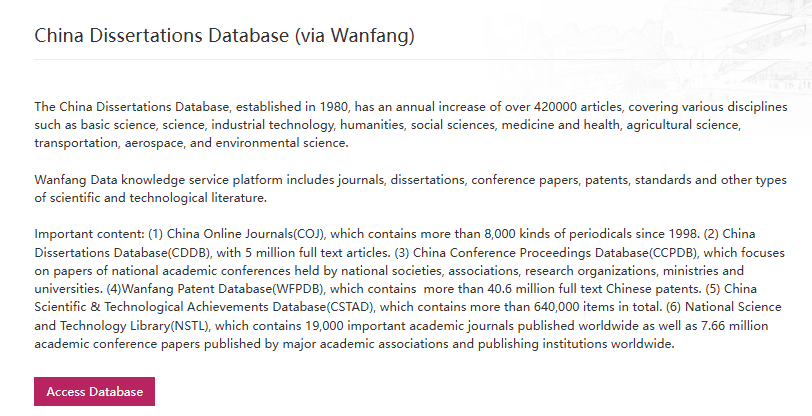 China Dissertations Database (via Wanfang)
The China Dissertations Database, established in 1980, has an annual increase of over 420000 articles, covering various disciplines
such as basic science, science, industrial technology, humanities, social sciences, medicine and health, agricultural science,
transportation, aerospace, and environmental science.
Wanfang Data knowledge service platform includes journals, dissertations, conference papers, patents, standards and other types
of scientific and technological literature.
Important content: (1) China Online Journals(COJ), which contains more than 8,000 kinds of periodicals since 1998. (2) China
Dissertations Database(CDDB), with 5 million full text articles. (3) China Conference Proceedings Database(CCPDB), which focuses
on papers of national academic conferences held by national societies, associations, research organizations, ministries and
universities. (4)Wanfang Patent Database(WFPDB), which contains  more than 40.6 million full text Chinese patents. (5) China
Scientific & Technological Achievements Database(CSTAD), which contains more than 640,000 items in total. (6) National Science
and Technology Library(NSTL), which contains 19,000 important academic journals published worldwide as well as 7.66 million
academic conference papers published by major academic associations and publishing institutions worldwide.
Access Database